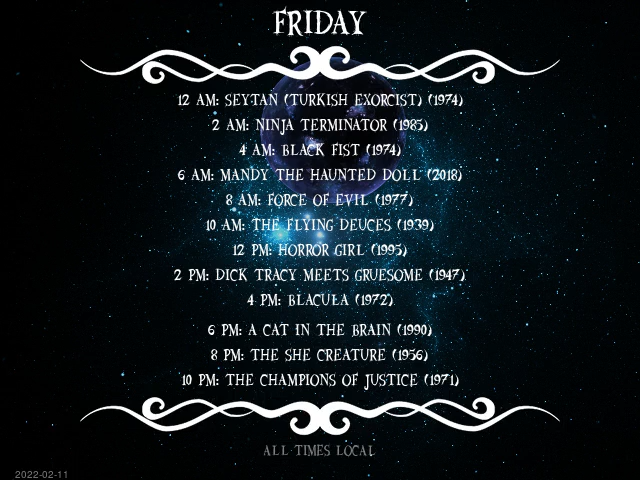 FRIDAY
12 AM: SEYTAN (TURKISH EXORCIST) (1974)
2 AM: NINJA TERMINATOR (1985)
4 AM: BLACK FIST (1974)
6 AM: MANDY THE HAUNTED DOLL (2018)
8 AM: FORCE OF EVIL (1977)
10 AM: THE FLYING DEUCES (1939)
12 PM: HORROR GIRL (1995)
2 PM: DICK TRACY MEETS GRUESOME (1947)
4 PM: BLACULA (1972)
6 PM: A CAT IN THE BRAIN (1990)
8 PM: THE SHE CREATURE (1956)
10 PM: THE CHAMPIONS OF JUSTICE (1971)
ALL TIMES LOCAL
2022-02-11